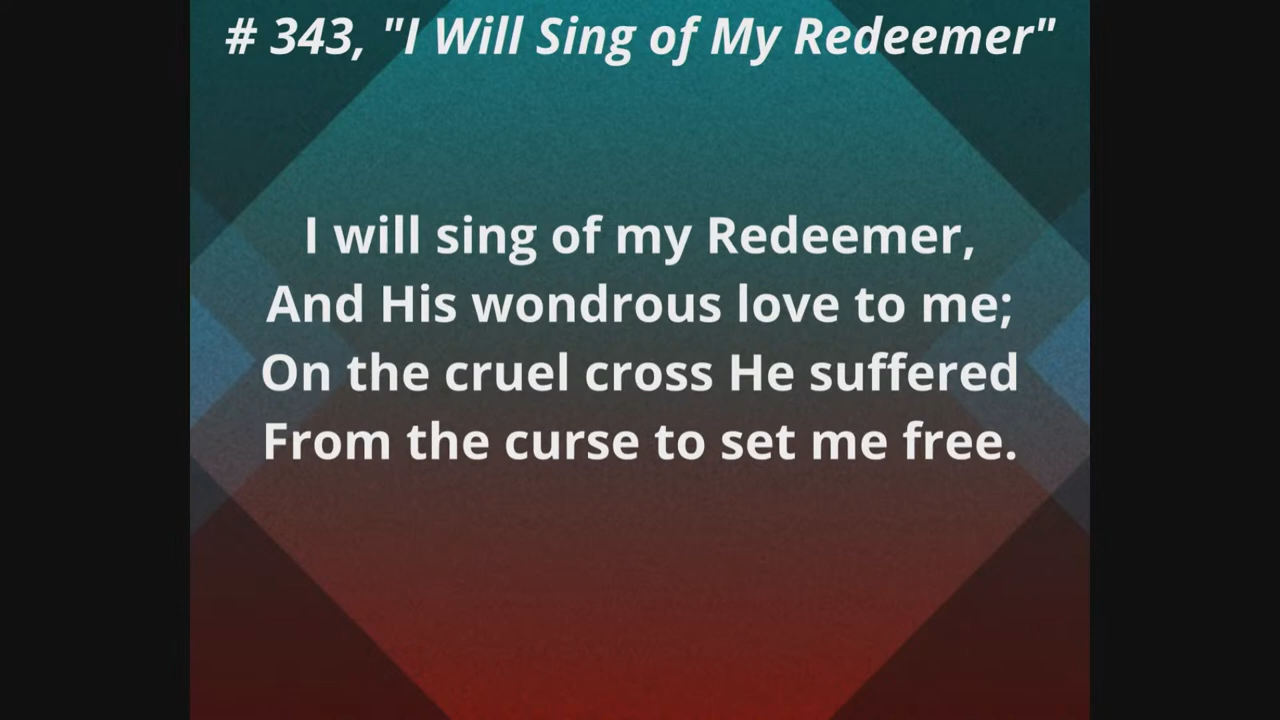 # 343, "I Will Sing of My Redeemer"
I will sing of my Redeemer,
And His wondrous love to me;
On the cruel cross He suffered
From the curse to set me free.